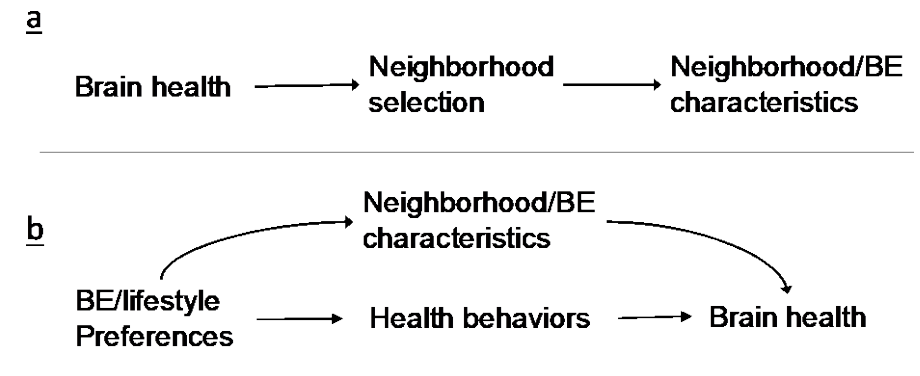 a
Brain health
Neighborhood
selection
Neighborhood/BE
characteristics
b
Neighborhood/BE
characteristics
BE/lifestyle
Preferences
Health behaviors
Brain health